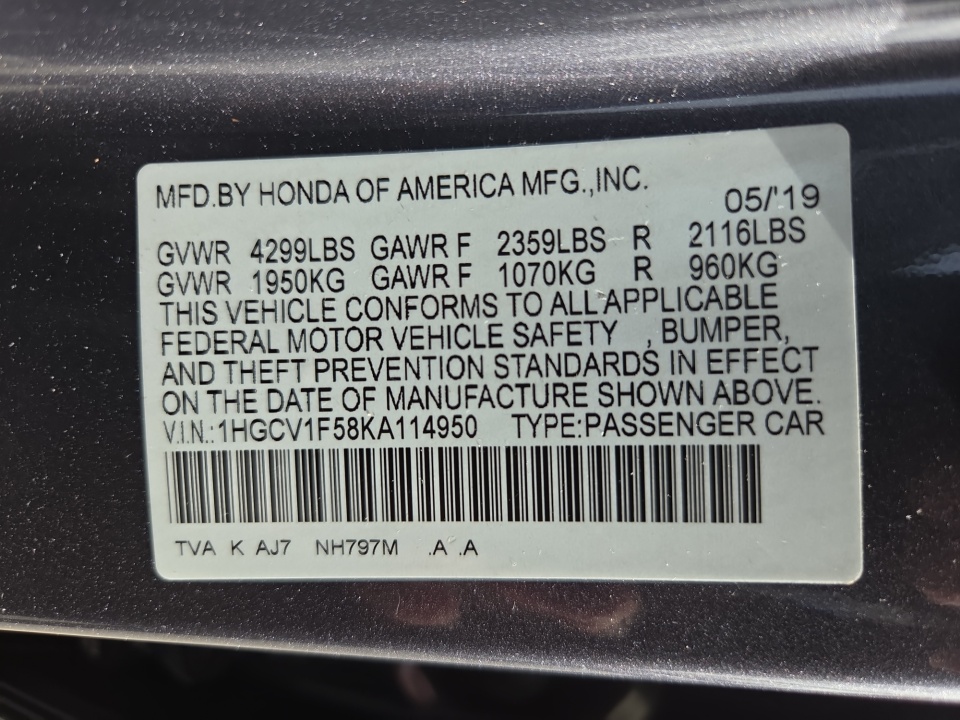 MFD.BY HONDA OF AMERICA MFG.,INC.
05/'19
GVWR 4299LBS GAWR F 2359LBS R 2116LBS
GVWR 1950KG GAWR F 1070KG R 960KG
THIS VEHICLE CONFORMS TO ALL APPLICABLE
FEDERAL MOTOR VEHICLE SAFETY , BUMPER,
AND THEFT PREVENTION STANDARDS IN EFFECT
ON THE DATE OF MANUFACTURE SHOWN ABOVE.
V.I.N.:1HGCV1F58KA114950 TYPE:PASSENGER CAR
TVA K AJ7 NH797M .A .A